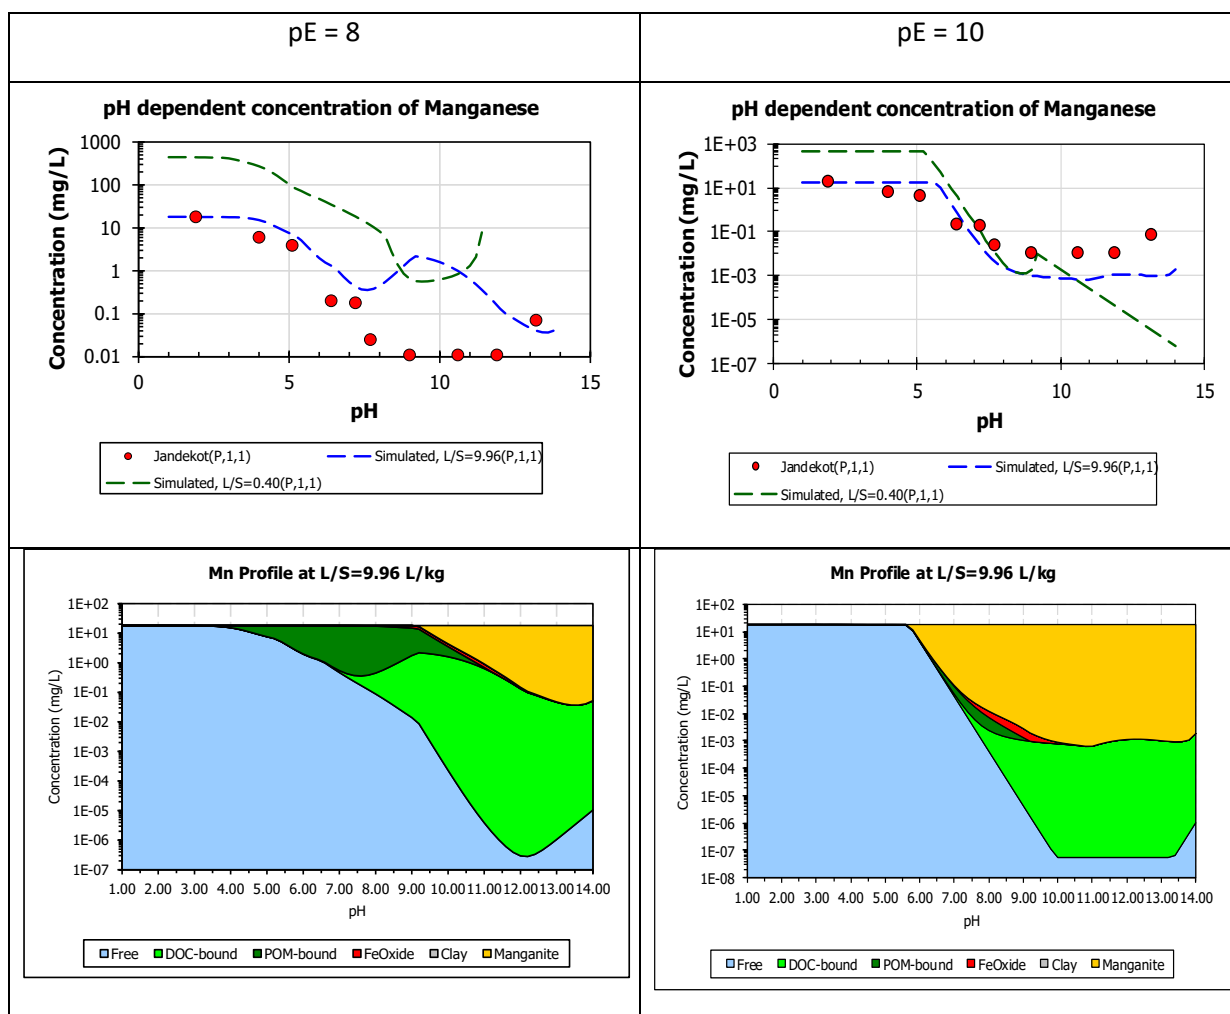 pE = 8
pE = 10
pH dependent concentration of Manganese
Concentration (mg/L)
1000
100
10
1
0.1
0.01
0
5
10
15
pH
Jandekot(P,1,1)
Simulated, L/S=9.96(P,1,1)
Simulated, L/S=0.40(P,1,1)
pH dependent concentration of Manganese
Concentration (mg/L)
1E+03
1E+01
1E-01
1E-03
1E-05
1E-07
0
5
10
15
pH
Jandekot(P,1,1)
Simulated, L/S=9.96(P,1,1)
Simulated, L/S=0.40(P,1,1)
Mn Profile at L/S=9.96 L/kg
Concentration (mg/L)
1E+02
1E+01
1E+00
1E-01
1E-02
1E-03
1E-04
1E-05
1E-06
1E-07
1.00 2.00 3.00 4.00 5.00 6.00 7.00 8.00 9.00 10.00 11.00 12.00 13.00 14.00
pH
Free DOC-bound POM-bound FeOxide Clay Manganite
Mn Profile at L/S=9.96 L/kg
Concentration (mg/L)
1E+02
1E+01
1E+00
1E-01
1E-02
1E-03
1E-04
1E-05
1E-06
1E-07
1E-08
1.00 2.00 3.00 4.00 5.00 6.00 7.00 8.00 9.00 10.00 11.00 12.00 13.00 14.00
pH
Free DOC-bound POM-bound FeOxide Clay Manganite